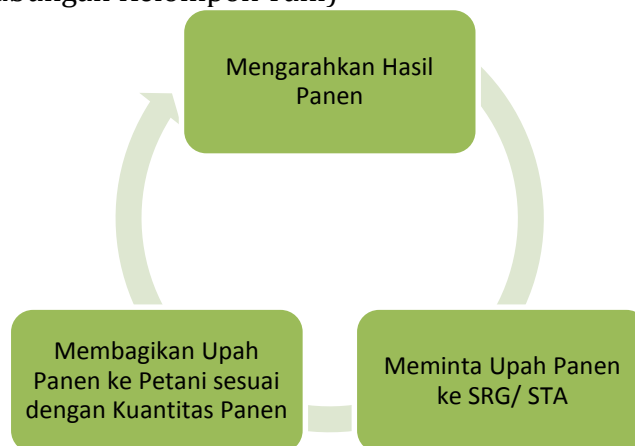 Mengarahkan Hasil
Panen
Meminta Upah Panen
ke SRG/ STA
Membagikan Upah
Panen ke Petani sesuai
dengan Kuantitas Panen